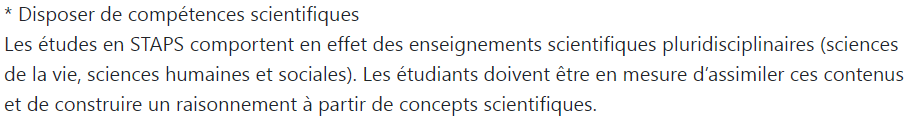 * Disposer de compétences scientifiques
Les études en STAPS comportent en effet des enseignements scientifiques pluridisciplinaires (sciences
de la vie, sciences humaines et sociales). Les étudiants doivent être en mesure d’assimiler ces contenus
et de construire un raisonnement à partir de concepts scientifiques.